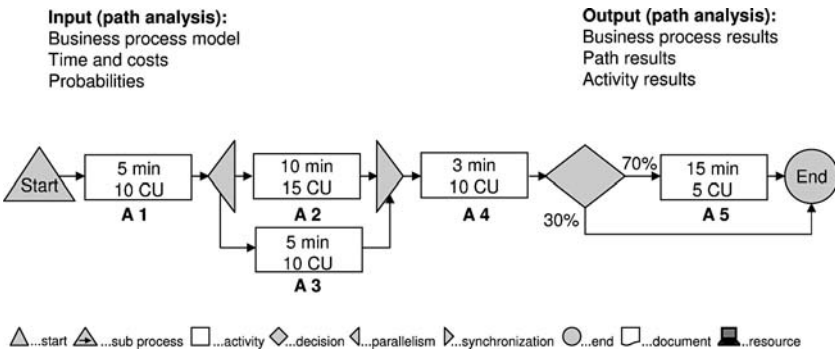 Input (path analysis):
Business process model
Time and costs
Probabilities
Output (path analysis):
Business process results
Path results
Activity results
Start
5 min
10 CU
A 1
10 min
15 CU
A 2
5 min
10 CU
A 3
3 min
10 CU
A 4
70%
30%
15 min
5 CU
A 5
End
...start ...sub process ...activity ...decision ...parallelism ...synchronization ...end ...document ...resource